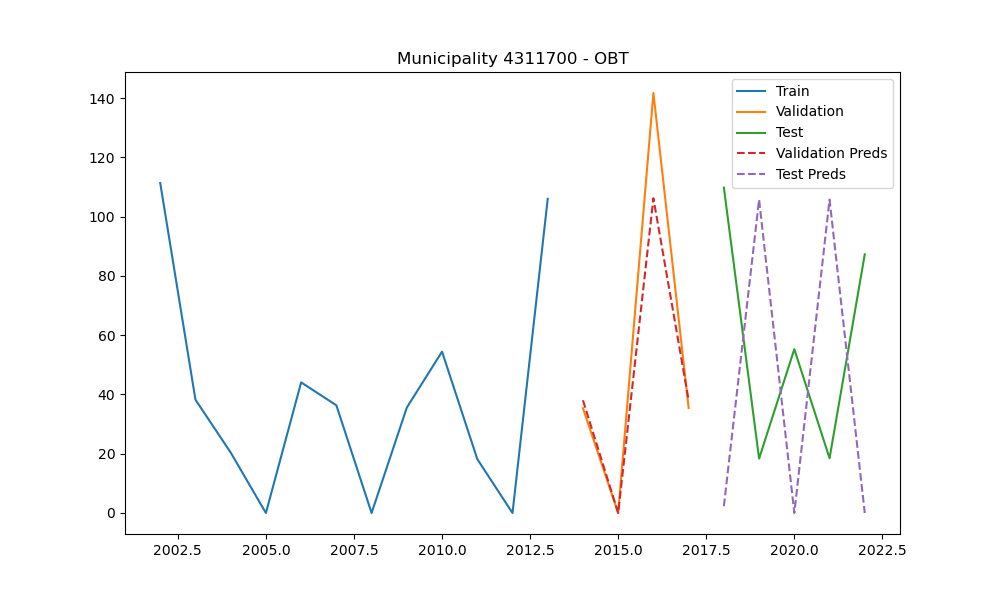 Municipality 4311700 - OBT
Train
Validation
Test
Validation Preds
Test Preds
140
120
100
80
60
40
20
0
2002.5 2005.0 2007.5 2010.0 2012.5 2015.0 2017.5 2020.0 2022.5